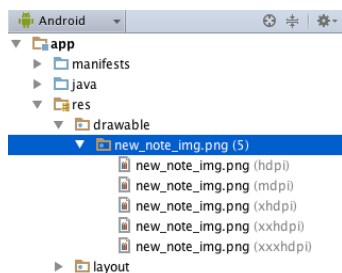 Android
app
manifests
java
res
drawable
new_note_img.png (5)
new_note_img.png (hdpi)
new_note_img.png (mdpi)
new_note_img.png (xhdpi)
new_note_img.png (xxhdpi)
new_note_img.png (xxxhdpi)
layout